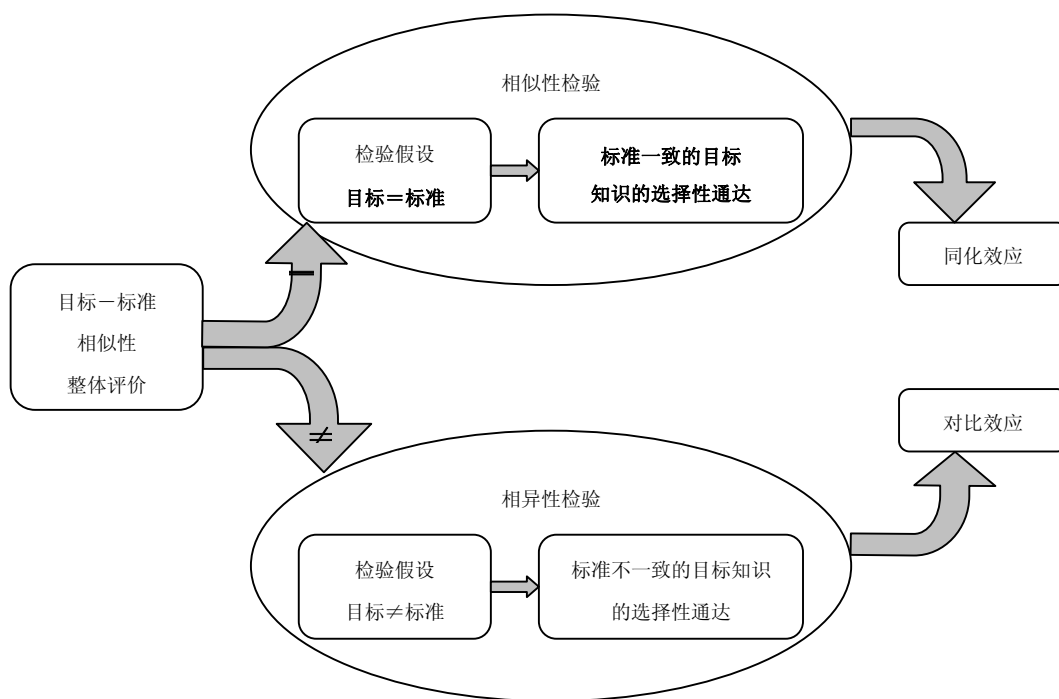 相似性检验
检验假设
目标＝标准
标准一致的目标
知识的选择性通达
同化效应
目标－标准
相似性
整体评价
＝
≠
对比效应
相异性检验
检验假设
目标≠标准
标准不一致的目标知识
的选择性通达